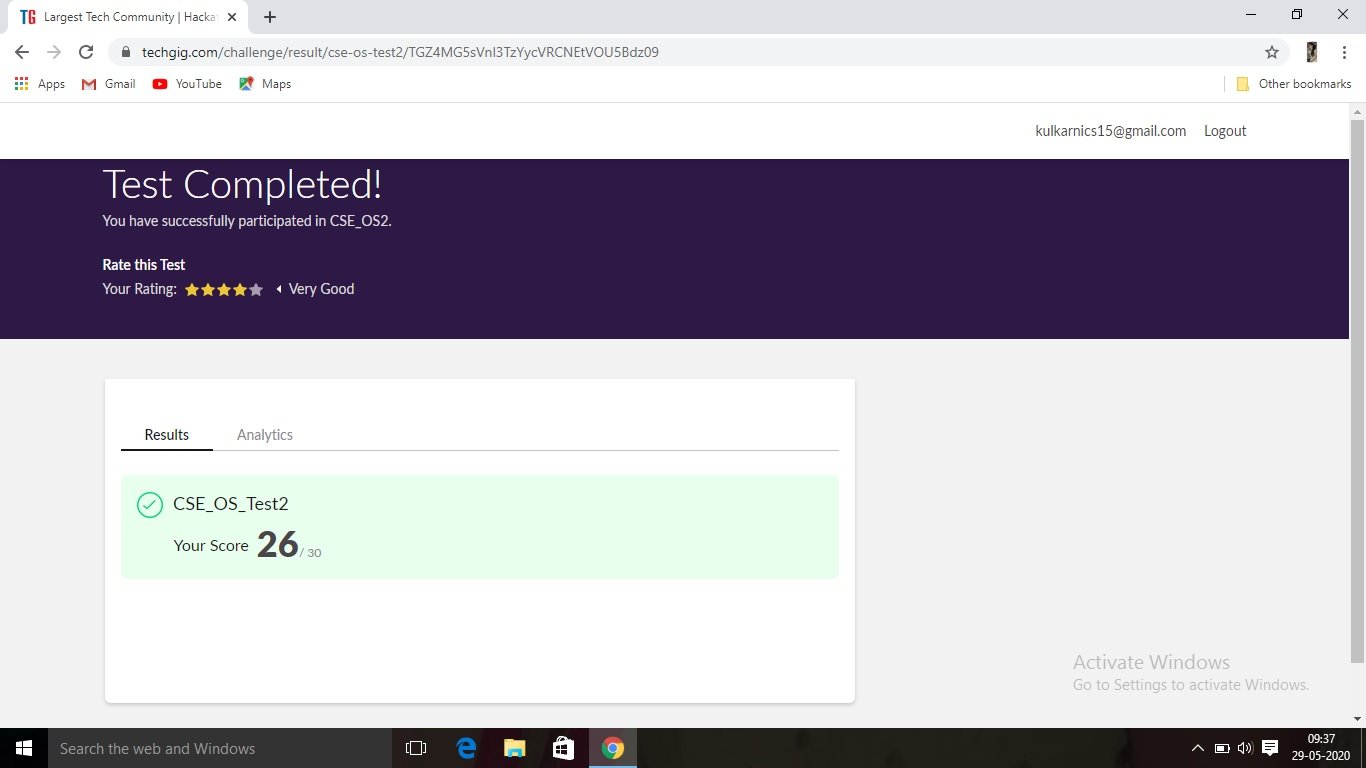 TG Largest Tech Community | Hacka
techgig.com/challenge/result/cse-os-test2/TGZ4MG5sVnI3TzYycVRCNEtVOU5Bdz09
Apps Gmail YouTube Maps Other bookmarks
kulkarnics15@gmail.com Logout
Test Completed!
You have successfully participated in CSE_OS2.
Rate this Test
Your Rating: Very Good
Results Analytics
CSE_OS_Test2
Your Score 26 / 30
Activate Windows
Go to Settings to activate Windows.
Search the web and Windows
09:37
29-05-2020